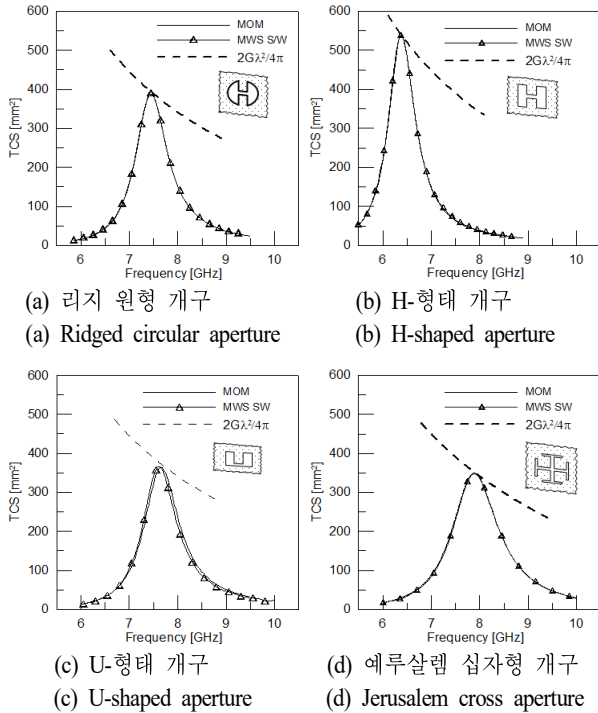 600
500
400
300
200
100
0
TCS [mm²]
MOM
MWS S/W
2Gλ²/4π
6 7 8 9 10
Frequency [GHz]
(a) 리지 원형 개구
(a) Ridged circular aperture
600
500
400
300
200
100
0
TCS [mm²]
MOM
MWS SW
2Gλ²/4π
6 7 8 9 10
Frequency [GHz]
(b) H-형태 개구
(b) H-shaped aperture
600
500
400
300
200
100
0
TCS [mm²]
MOM
MWS SW
2Gλ²/4π
6 7 8 9 10
Frequency [GHz]
(c) U-형태 개구
(c) U-shaped aperture
600
500
400
300
200
100
0
TCS [mm²]
MOM
MWS SW
2Gλ²/4π
6 7 8 9 10
Frequency [GHz]
(d) 예루살렘 십자형 개구
(d) Jerusalem cross aperture